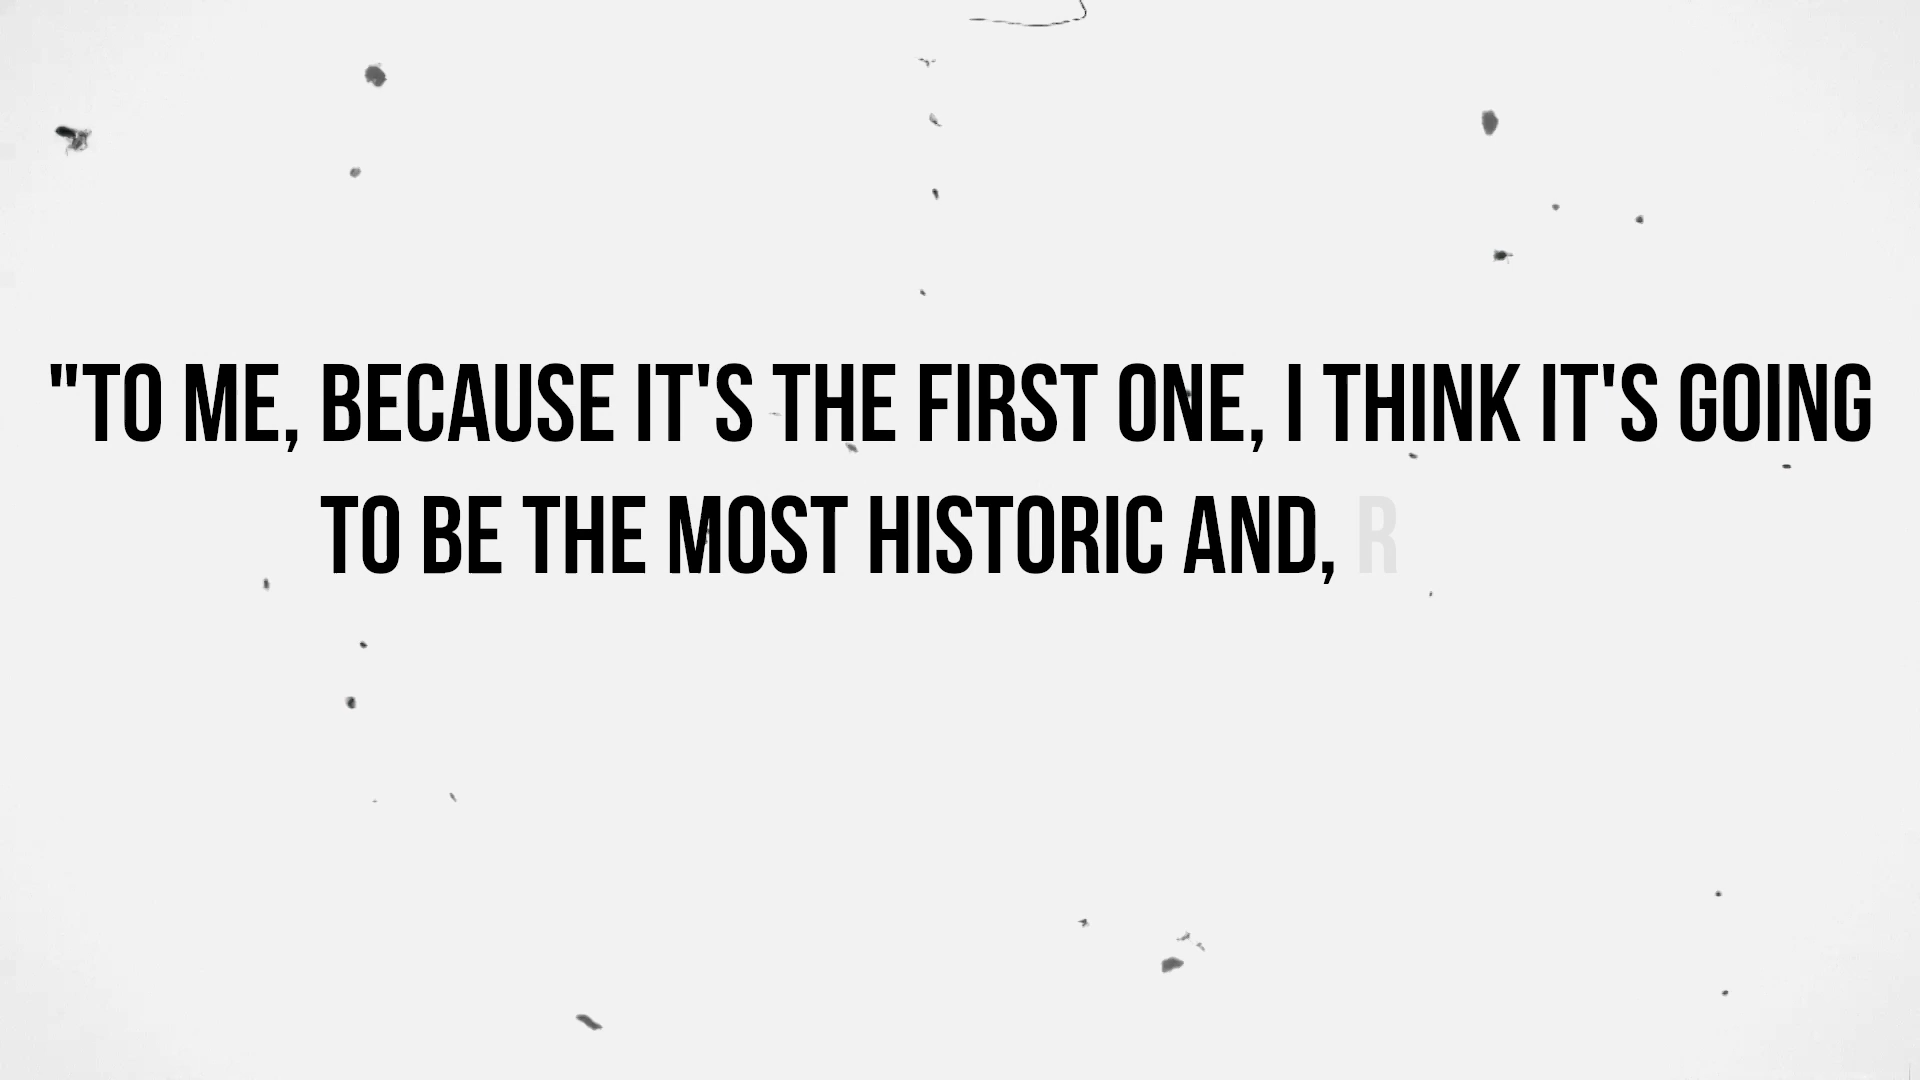 "TO ME, BECAUSE IT'S THE FIRST ONE, I THINK IT'S GOING
TO BE THE MOST HISTORIC AND, R